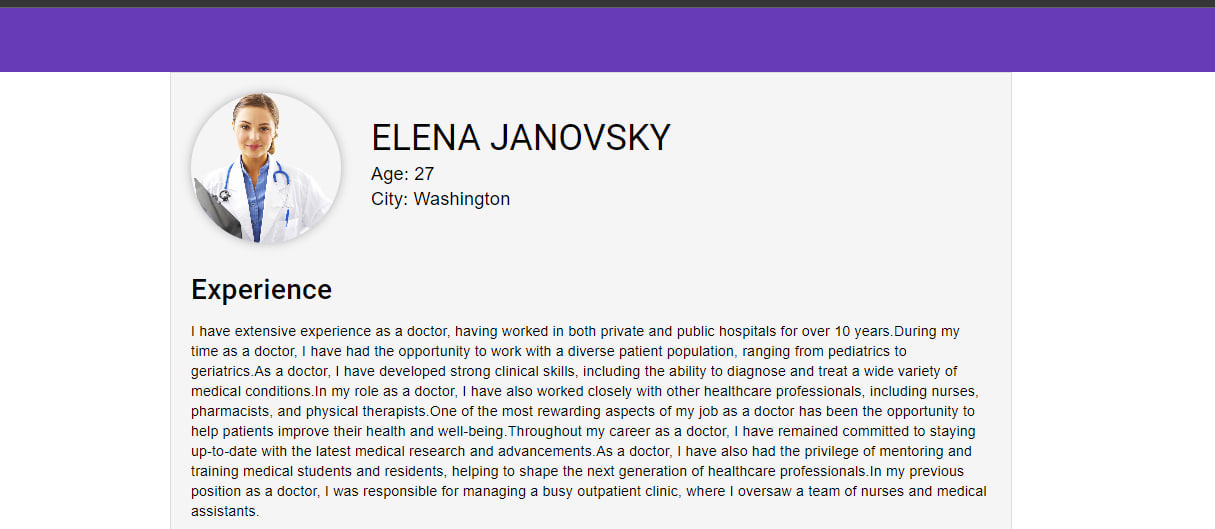 ELENA JANOVSKY
Age: 27
City: Washington
Experience
I have extensive experience as a doctor, having worked in both private and public hospitals for over 10 years.During my
time as a doctor, I have had the opportunity to work with a diverse patient population, ranging from pediatrics to
geriatrics.As a doctor, I have developed strong clinical skills, including the ability to diagnose and treat a wide variety of
medical conditions.In my role as a doctor, I have also worked closely with other healthcare professionals, including nurses,
pharmacists, and physical therapists.One of the most rewarding aspects of my job as a doctor has been the opportunity to
help patients improve their health and well-being.Throughout my career as a doctor, I have remained committed to staying
up-to-date with the latest medical research and advancements.As a doctor, I have also had the privilege of mentoring and
training medical students and residents, helping to shape the next generation of healthcare professionals.In my previous
position as a doctor, I was responsible for managing a busy outpatient clinic, where I oversaw a team of nurses and medical
assistants.